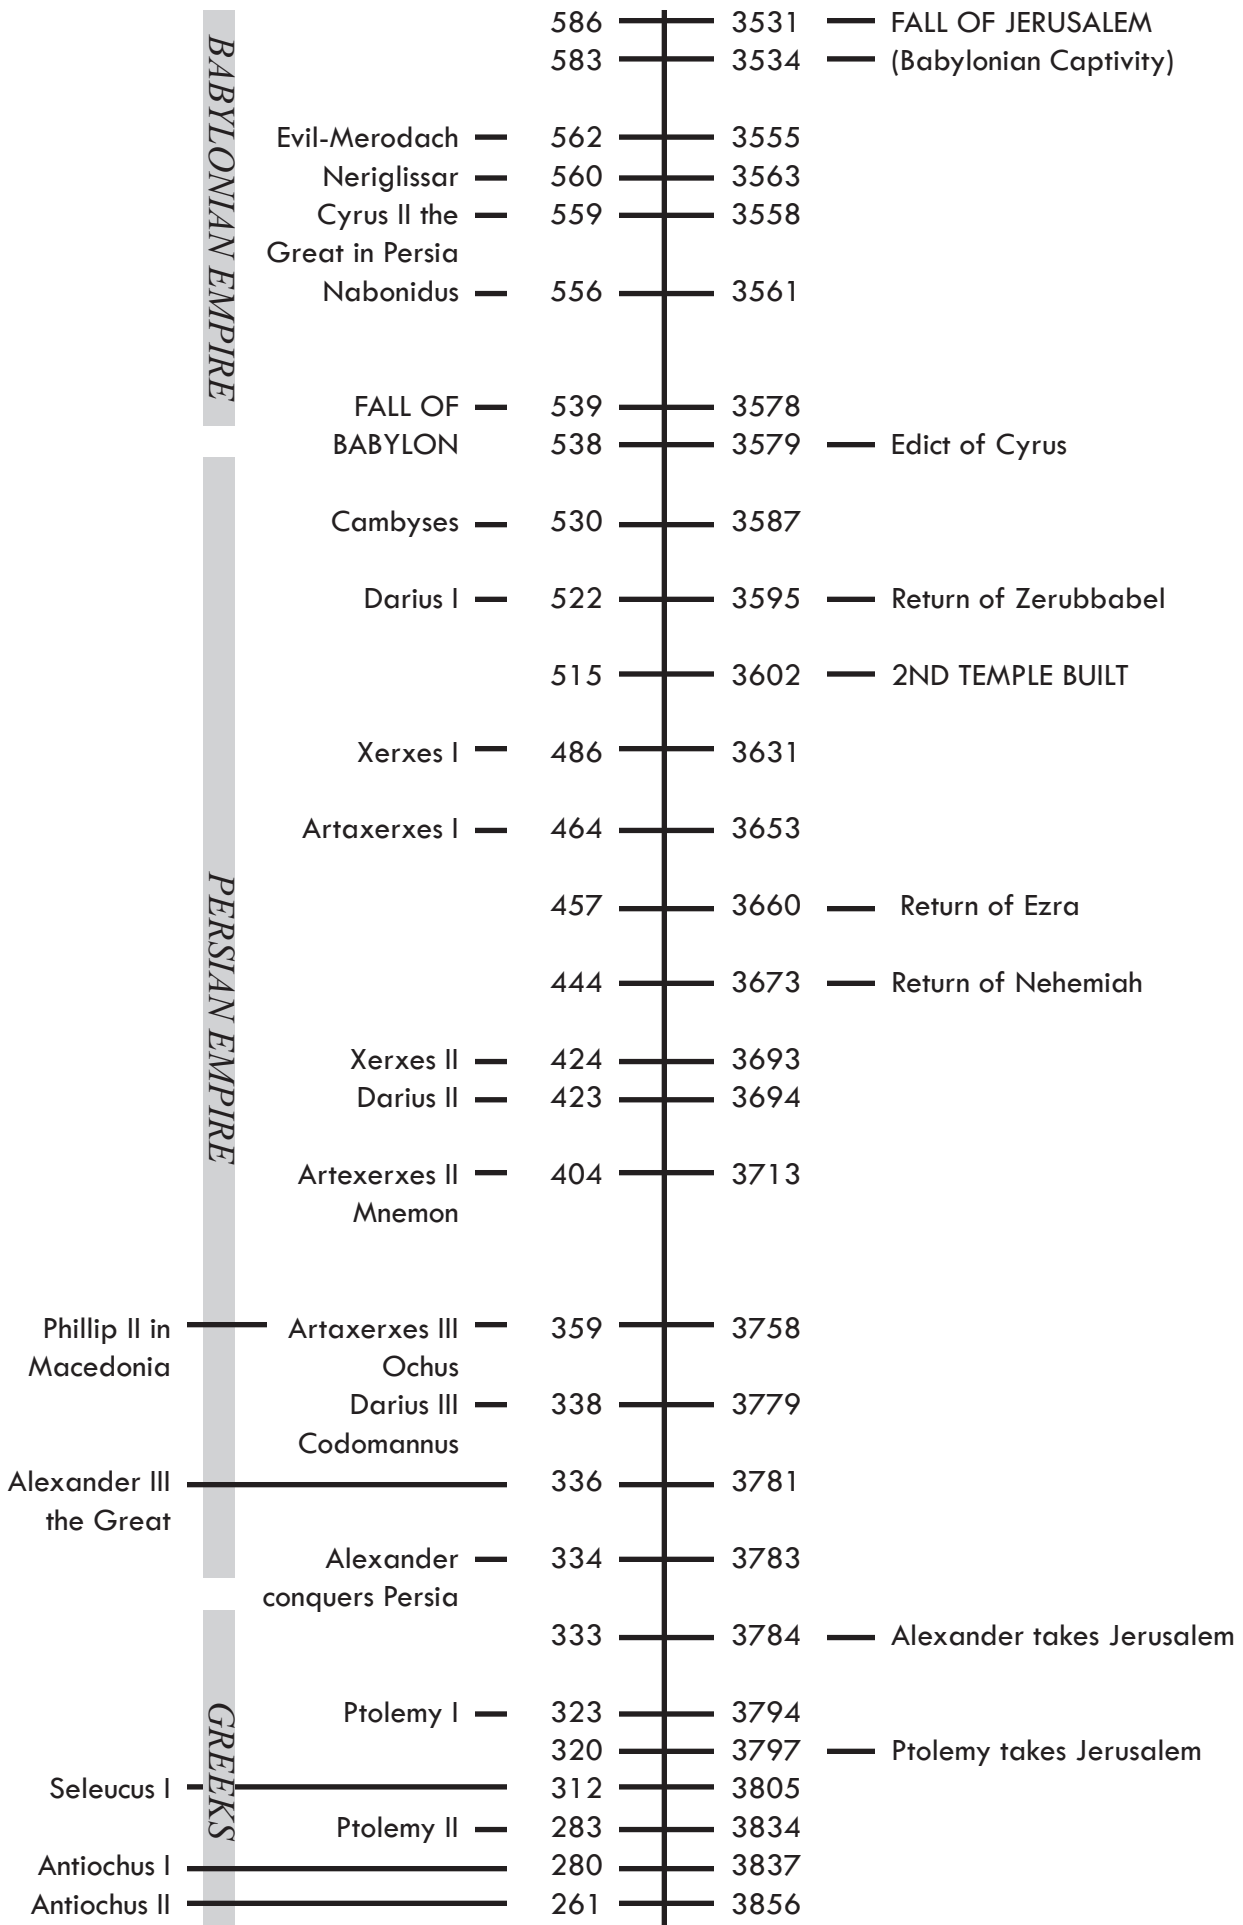 BABYLONIAN EMPIRE
586 3531 FALL OF JERUSALEM
583 3534 (Babylonian Captivity)
Evil-Merodach 562 3555
Neriglissar 560 3563
Cyrus II the 559 3558
Great in Persia
Nabonidus 556 3561
FALL OF 539 3578
BABYLON 538 3579 Edict of Cyrus
PERSIAN EMPIRE
Cambyses 530 3587
Darius I 522 3595 Return of Zerubbabel
515 3602 2ND TEMPLE BUILT
Xerxes I 486 3631
Artaxerxes I 464 3653
457 3660 Return of Ezra
444 3673 Return of Nehemiah
Xerxes II 424 3693
Darius II 423 3694
Artexerxes II 404 3713
Mnemon
Phillip II in Artaxerxes III 359 3758
Macedonia Ochus
Darius III 338 3779
Codomannus
Alexander III 336 3781
the Great
Alexander 334 3783
conquers Persia
333 3784 Alexander takes Jerusalem
GREEKS
Ptolemy I 323 3794
320 3797 Ptolemy takes Jerusalem
Seleucus I 312 3805
Ptolemy II 283 3834
Antiochus I 280 3837
Antiochus II 261 3856